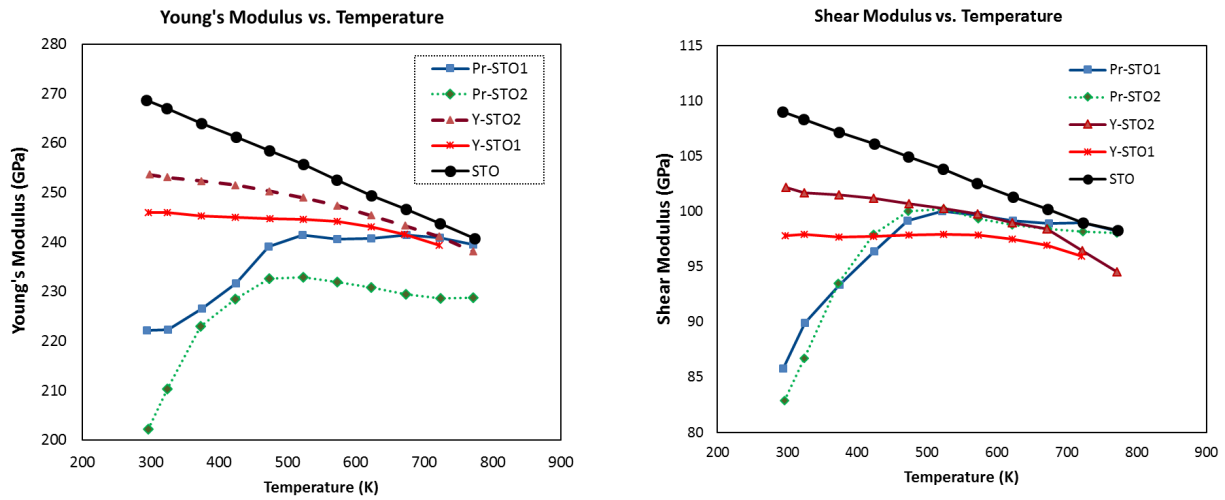 Young's Modulus vs. Temperature
280
270
260
250
240
230
220
210
200
Young's Modulus (GPa)
200 300 400 500 600 700 800 900
Temperature (K)
Pr-STO1
Pr-STO2
Y-STO2
Y-STO1
STO
Shear Modulus vs. Temperature
115
110
105
100
95
90
85
80
Shear Modulus (GPa)
200 300 400 500 600 700 800 900
Temperature (K)
Pr-STO1
Pr-STO2
Y-STO2
Y-STO1
STO